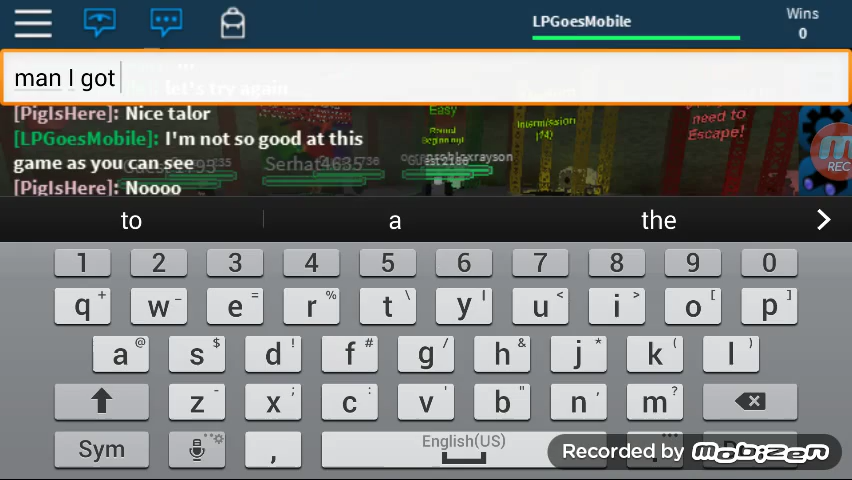 LPGoesMobile
Wins
0
man I got
let's try again
[PigIsHere]: Nice talor
[LPGoesMobile]: I'm not so good at this
game as you can see
[PigIsHere]: Noooo
Serhat4635
Easy
Intermission
need to
Escape!
REC
to a the
1 2 3 4 5 6 7 8 9 0
q + w - e = r % t \ y | u < i > o [ p ]
a @ s $ d ! f # g / h & j * k ( l )
z - x ; c : v ' b " n , m ?
Sym , English(US)
Recorded by mobizen